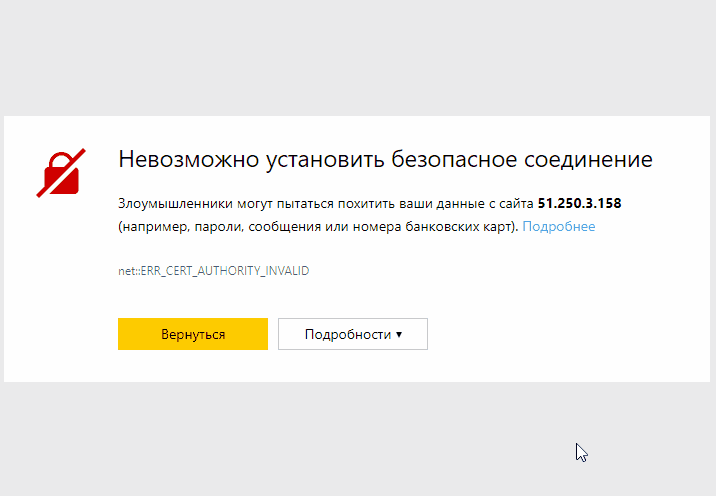 Невозможно установить безопасное соединение
Злоумышленники могут пытаться похитить ваши данные с сайта 51.250.3.158
(например, пароли, сообщения или номера банковских карт). Подробнее
net::ERR_CERT_AUTHORITY_INVALID
Вернуться
Подробности ▾